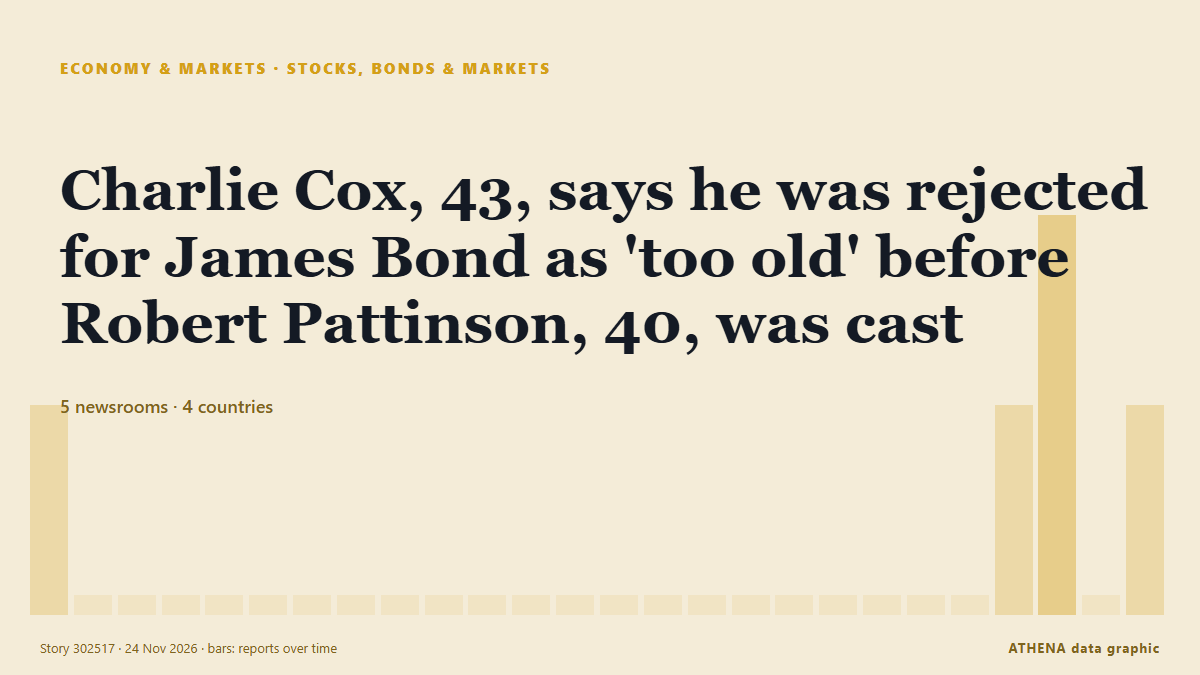 ECONOMY & MARKETS · STOCKS, BONDS & MARKETS
Charlie Cox, 43, says he was rejected
for James Bond as 'too old' before
Robert Pattinson, 40, was cast
5 newsrooms · 4 countries
Story 302517 · 24 Nov 2026 · bars: reports over time
ATHENA data graphic